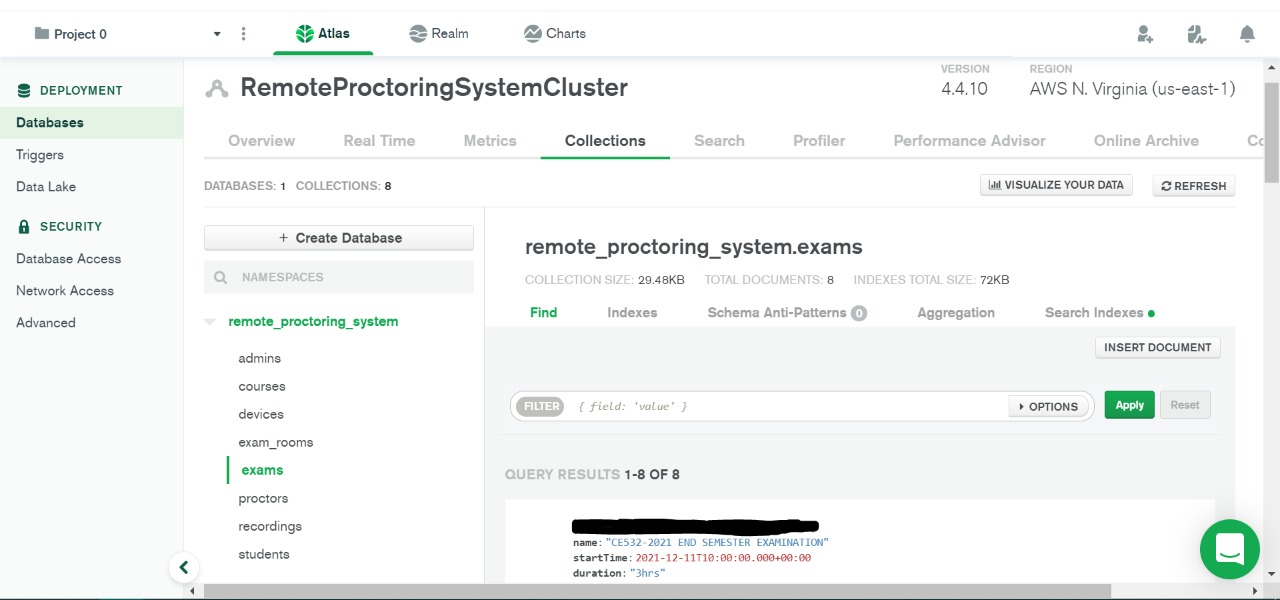 Project 0
Atlas
Realm
Charts
DEPLOYMENT
Databases
Triggers
Data Lake
SECURITY
Database Access
Network Access
Advanced
RemoteProctoringSystemCluster
VERSION
4.4.10
REGION
AWS N. Virginia (us-east-1)
Overview Real Time Metrics Collections Search Profiler Performance Advisor Online Archive
DATABASES: 1 COLLECTIONS: 8
VISUALIZE YOUR DATA
REFRESH
+ Create Database
NAMESPACES
remote_proctoring_system
admins
courses
devices
exam_rooms
exams
proctors
recordings
students
remote_proctoring_system.exams
COLLECTION SIZE: 29.48KB TOTAL DOCUMENTS: 8 INDEXES TOTAL SIZE: 72KB
Find Indexes Schema Anti-Patterns 0 Aggregation Search Indexes
INSERT DOCUMENT
FILTER { field: 'value' } OPTIONS Apply Reset
QUERY RESULTS 1-8 OF 8
name: "CE532-2021 END SEMESTER EXAMINATION"
startTime: 2021-12-11T10:00:00.000+00:00
duration: "3hrs"